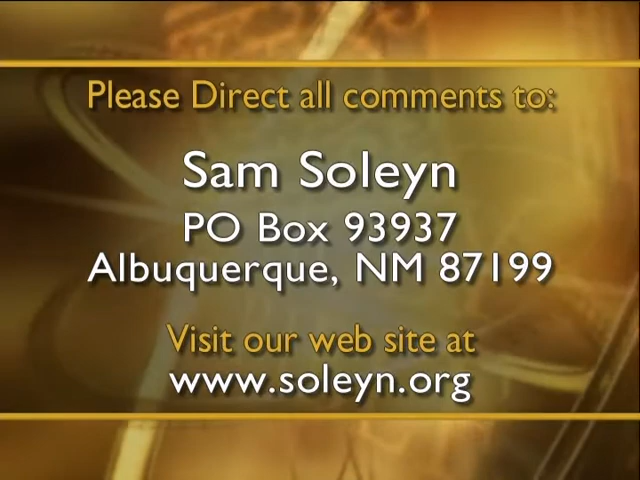 Please Direct all comments to:
Sam Soleyn
PO Box 93937
Albuquerque, NM 87199
Visit our web site at
www.soleyn.org